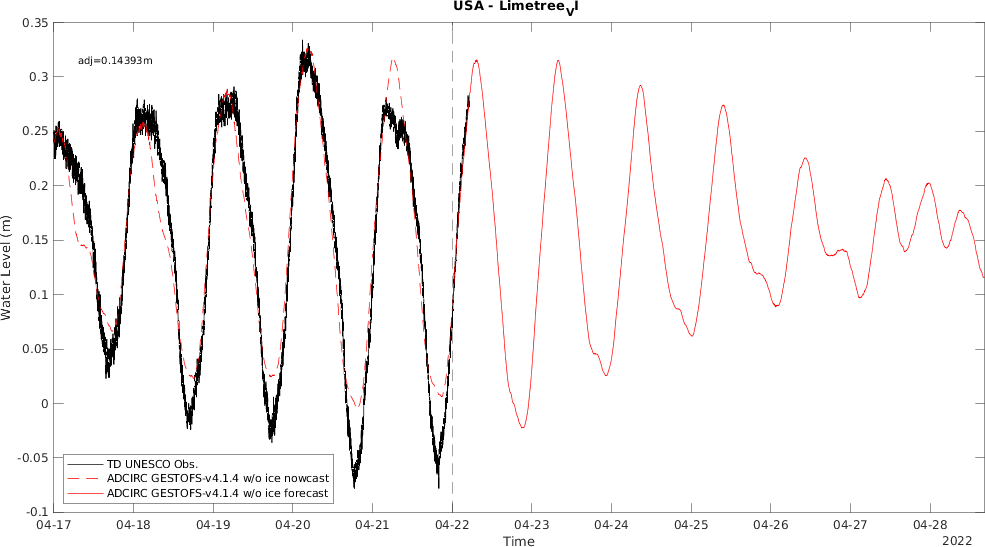 USA - Limetree_VI
0.35
adj=0.14393m
0.3
0.25
0.2
0.15
0.1
0.05
0
-0.05
-0.1
Water Level (m)
TD UNESCO Obs.
ADCIRC GESTOFS-v4.1.4 w/o ice nowcast
ADCIRC GESTOFS-v4.1.4 w/o ice forecast
04-17 04-18 04-19 04-20 04-21 04-22 04-23 04-24 04-25 04-26 04-27 04-28
Time
2022